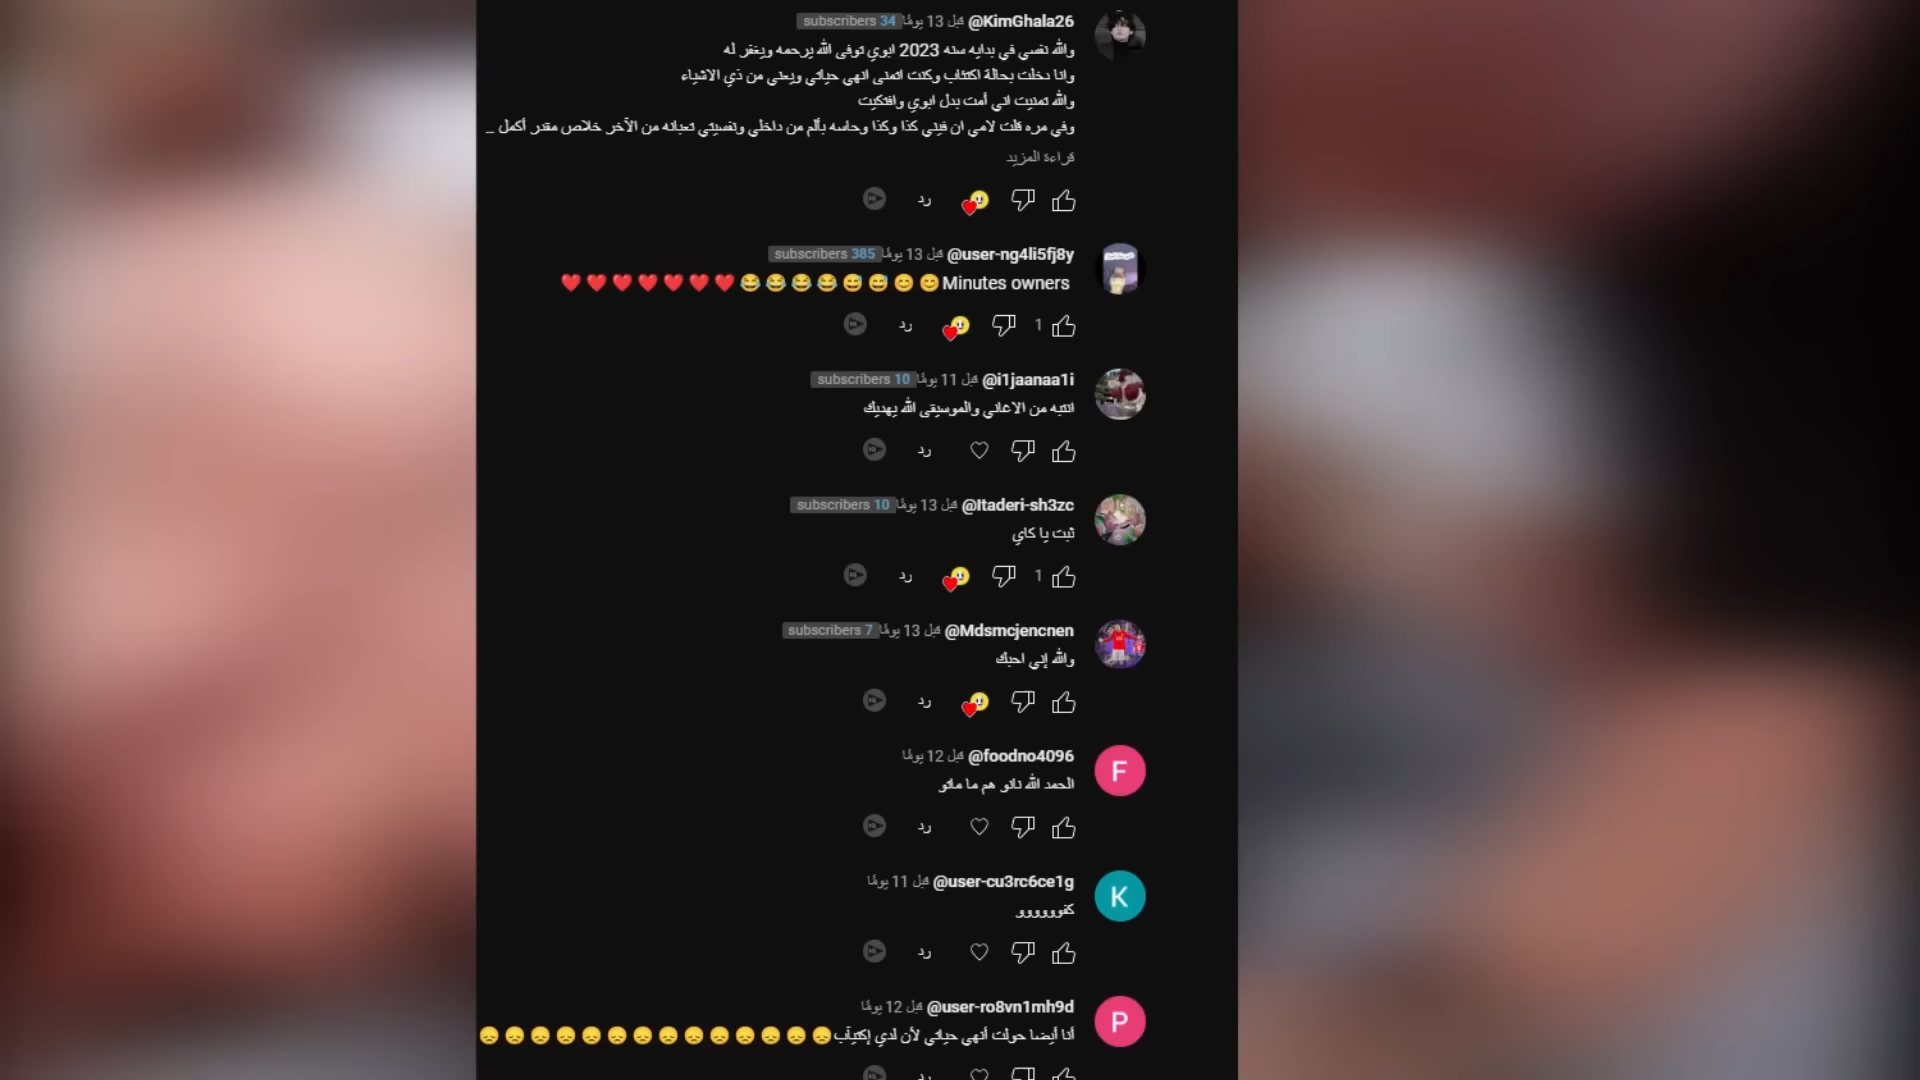 @KimGhala26 قبل 13 يومًا 34 subscribers
والله نفسي في بدايه سنه 2023 ابوي توفى الله يرحمه ويغفر له
وانا دخلت بحالة اكتئاب وكنت اتمنى انهي حياتي ويعني من ذي الاشياء
والله تمنيت اني أمت بدل ابوي وافتكيت
وفي مره قلت لامي ان فيني كذا وكذا وحاسه بألم من داخلي ونفسيتي تعبانه من الآخر خلاص مقدر أكمل ...
قراءة المزيد
رد
@user-ng4li5fj8y قبل 13 يومًا 385 subscribers
Minutes owners 😊😊😅😅😂😂😂😂❤️❤️❤️❤️❤️❤️❤️
1 رد
@i1jaanaa1i قبل 11 يومًا 10 subscribers
انتبه من الاغاني والموسيقى الله يهديك
رد
@Itaderi-sh3zc قبل 13 يومًا 10 subscribers
ثبت يا كاي
1 رد
@Mdsmcjencnen قبل 13 يومًا 7 subscribers
والله إني احبك
رد
F
@foodno4096 قبل 12 يومًا
الحمد الله نانو هم ما ماتو
رد
K
@user-cu3rc6ce1g قبل 11 يومًا
كفوووووو
رد
P
@user-ro8vn1mh9d قبل 12 يومًا
أنا أيضا حولت أنهي حياتي لأن لدي إكتيآب😞😞😞😞😞😞😞😞😞😞😞😞😞😞
رد